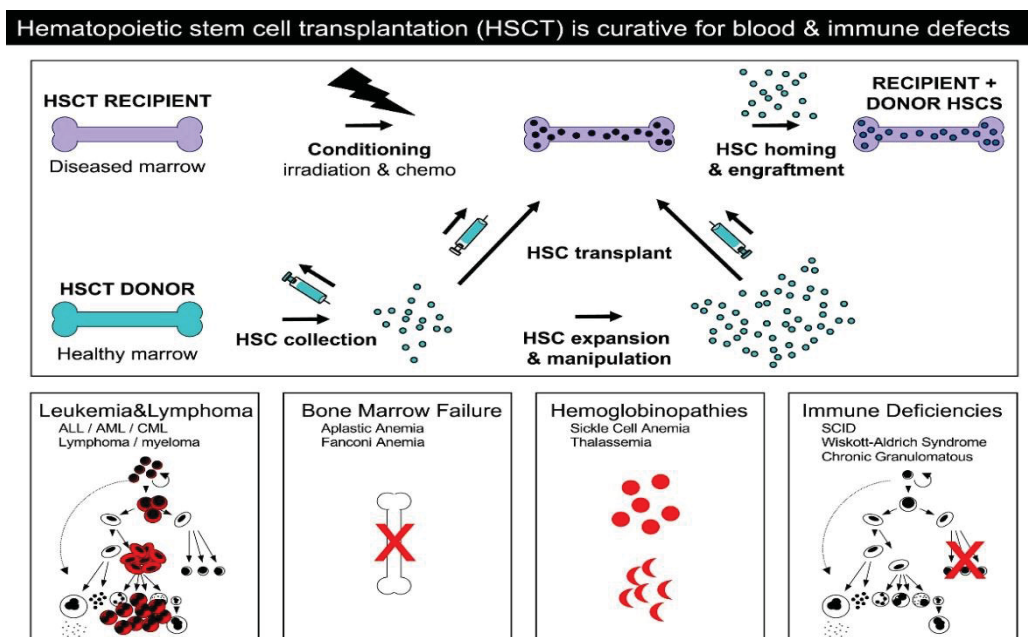 Hematopoietic stem cell transplantation (HSCT) is curative for blood & immune defects
HSCT RECIPIENT
Diseased marrow
Conditioning
irradiation & chemo
HSC homing
& engraftment
RECIPIENT +
DONOR HSCS
HSC transplant
HSCT DONOR
Healthy marrow
HSC collection
HSC expansion
& manipulation
Leukemia&Lymphoma
ALL / AML / CML
Lymphoma / myeloma
Bone Marrow Failure
Aplastic Anemia
Fanconi Anemia
Hemoglobinopathies
Sickle Cell Anemia
Thalassemia
Immune Deficiencies
SCID
Wiskott-Aldrich Syndrome
Chronic Granulomatous